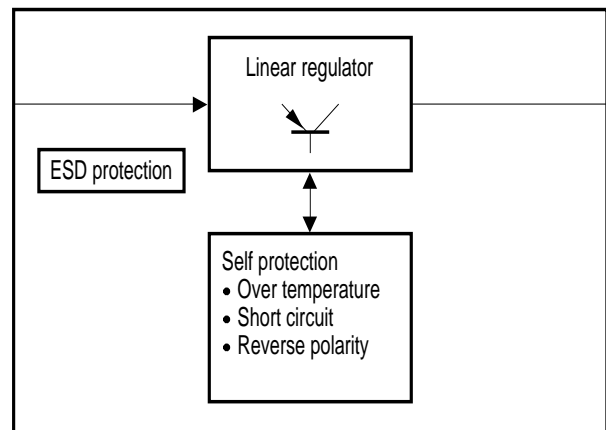 Linear regulator
ESD protection
Self protection
• Over temperature
• Short circuit
• Reverse polarity